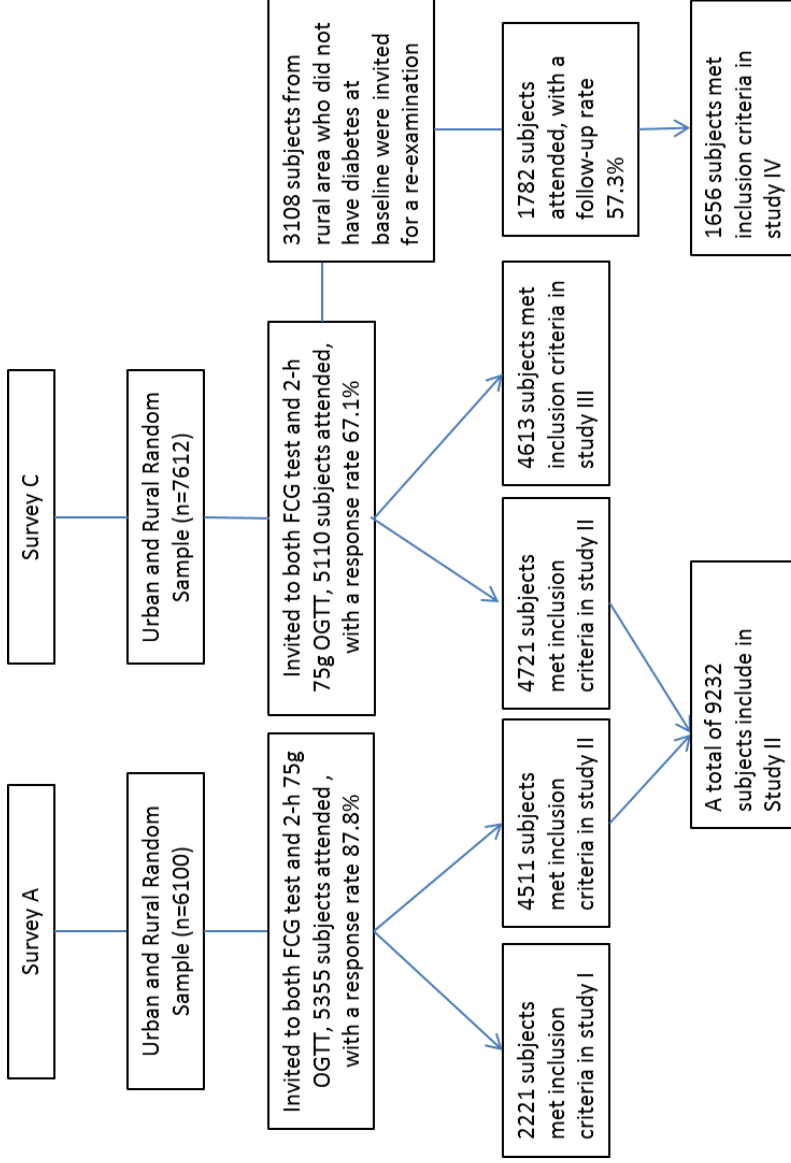 Survey A
Urban and Rural Random
Sample (n=6100)
Invited to both FCG test and 2-h 75g
OGTT, 5355 subjects attended ,
with a response rate 87.8%
2221 subjects
met inclusion
criteria in study I
4511 subjects
met inclusion
criteria in study II
Survey C
Urban and Rural Random
Sample (n=7612)
Invited to both FCG test and 2-h
75g OGTT, 5110 subjects attended,
with a response rate 67.1%
4721 subjects
met inclusion
criteria in study II
4613 subjects met
inclusion criteria in
study III
A total of 9232
subjects include in
Study II
3108 subjects from
rural area who did not
have diabetes at
baseline were invited
for a re-examination
1782 subjects
attended, with a
follow-up rate
57.3%
1656 subjects met
inclusion criteria in
study IV